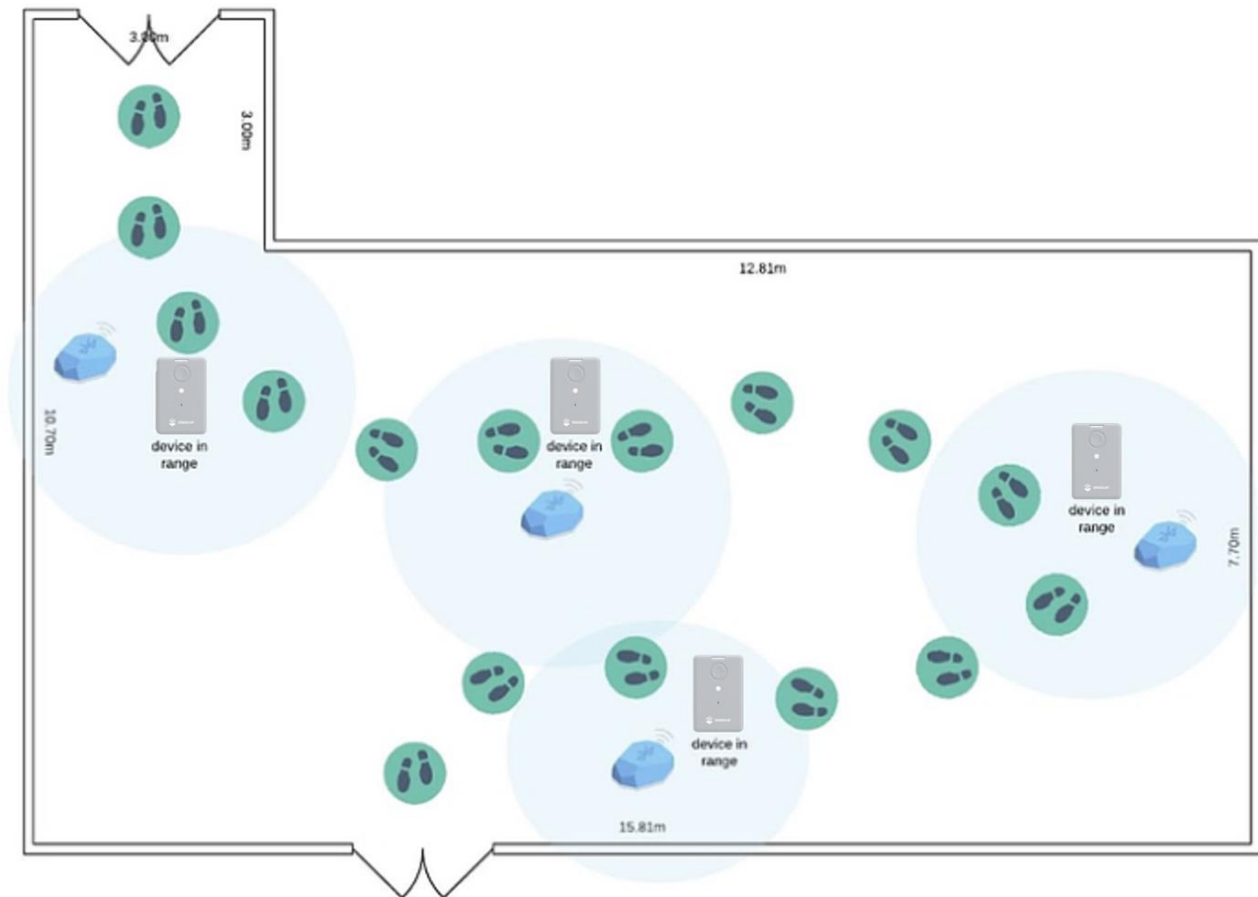 3.00m
12.81m
10.70m
device in
range
device in
range
device in
range
7.70m
device in
range
15.81m